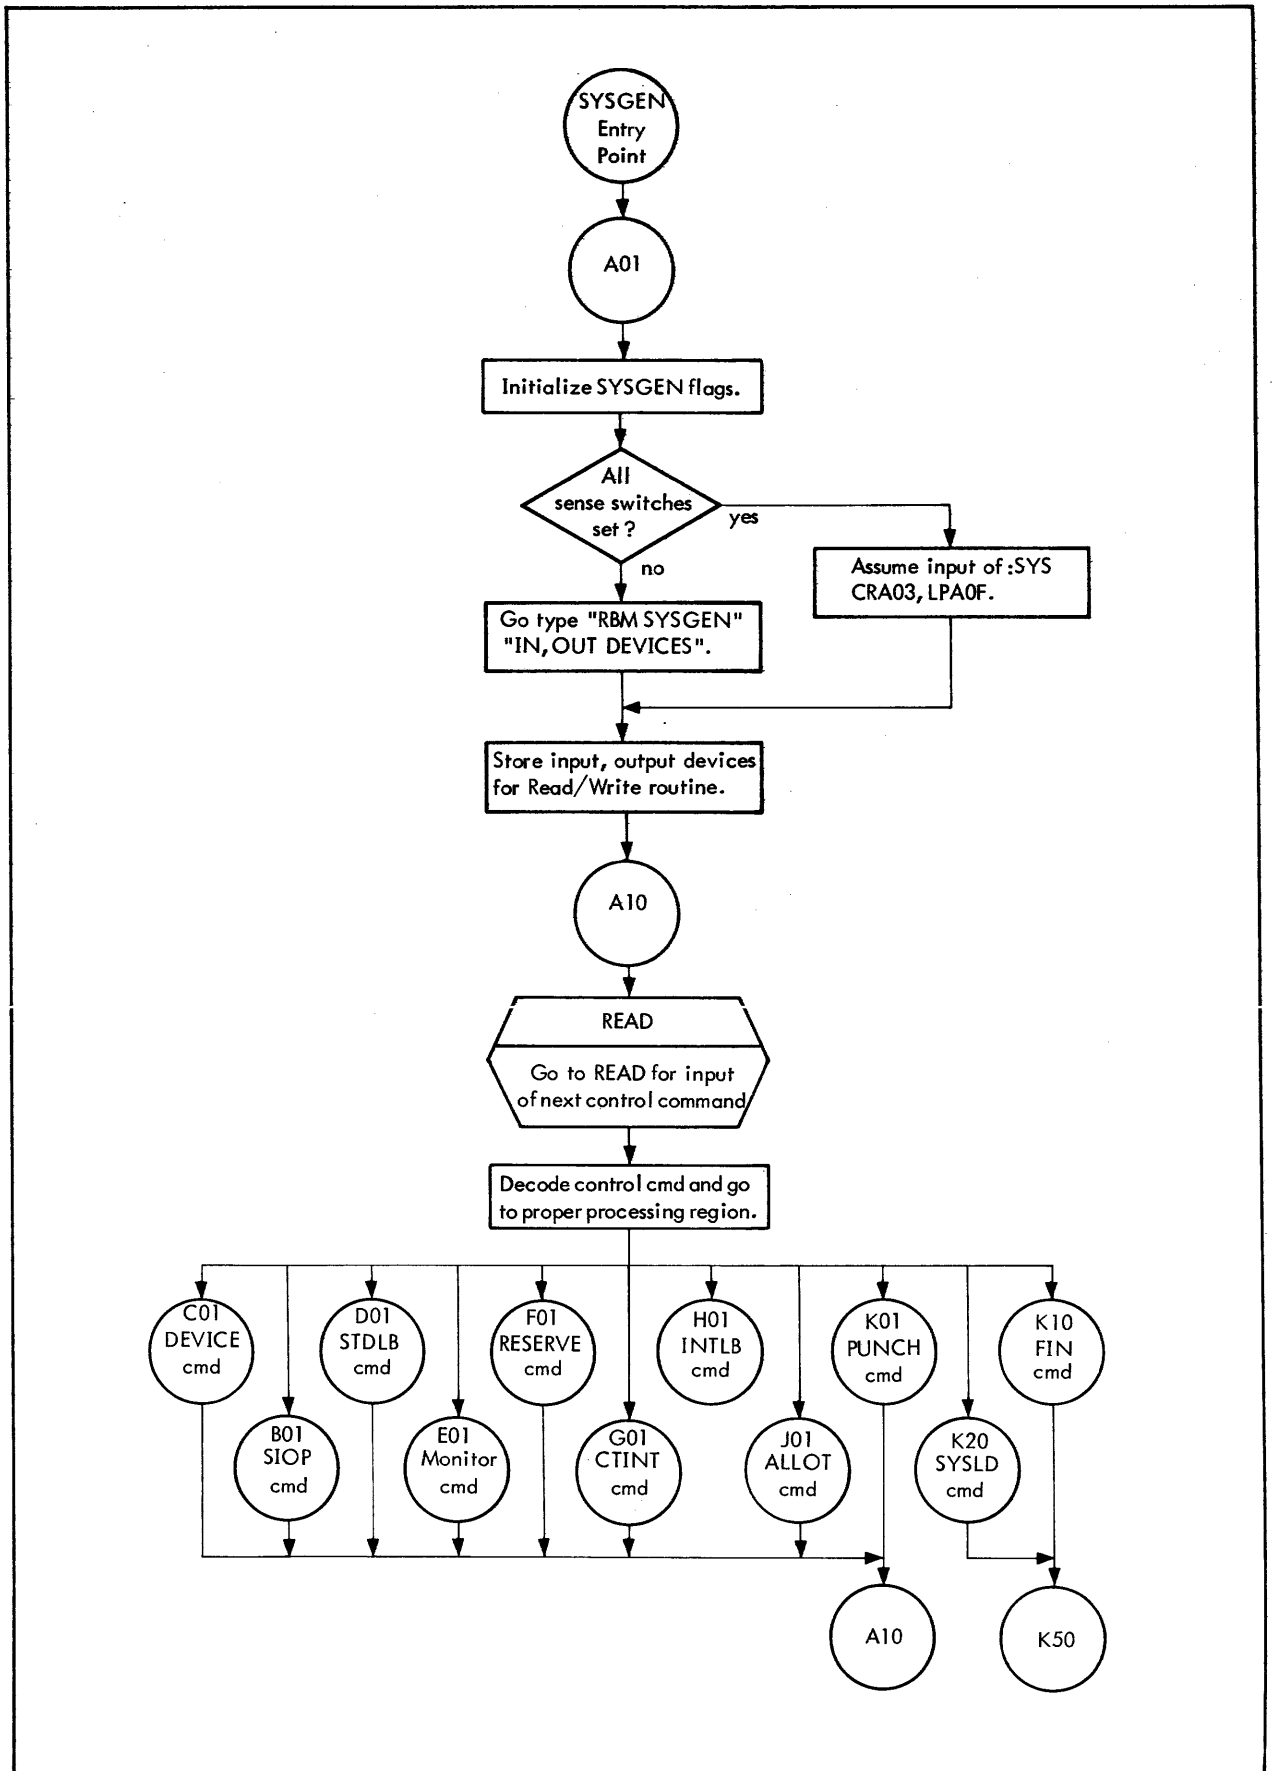 SYSGEN
Entry
Point
A01
Initialize SYSGEN flags.
All
sense switches
set ?
yes
no
Assume input of :SYS
CRA03, LPA0F.
Go type "RBM SYSGEN"
"IN, OUT DEVICES".
Store input, output devices
for Read/Write routine.
A10
READ
Go to READ for input
of next control command
Decode control cmd and go
to proper processing region.
C01
DEVICE
cmd
D01
STDLB
cmd
F01
RESERVE
cmd
H01
INTLB
cmd
K01
PUNCH
cmd
K10
FIN
cmd
B01
SIOP
cmd
E01
Monitor
cmd
G01
CTINT
cmd
J01
ALLOT
cmd
K20
SYSLD
cmd
A10
K50